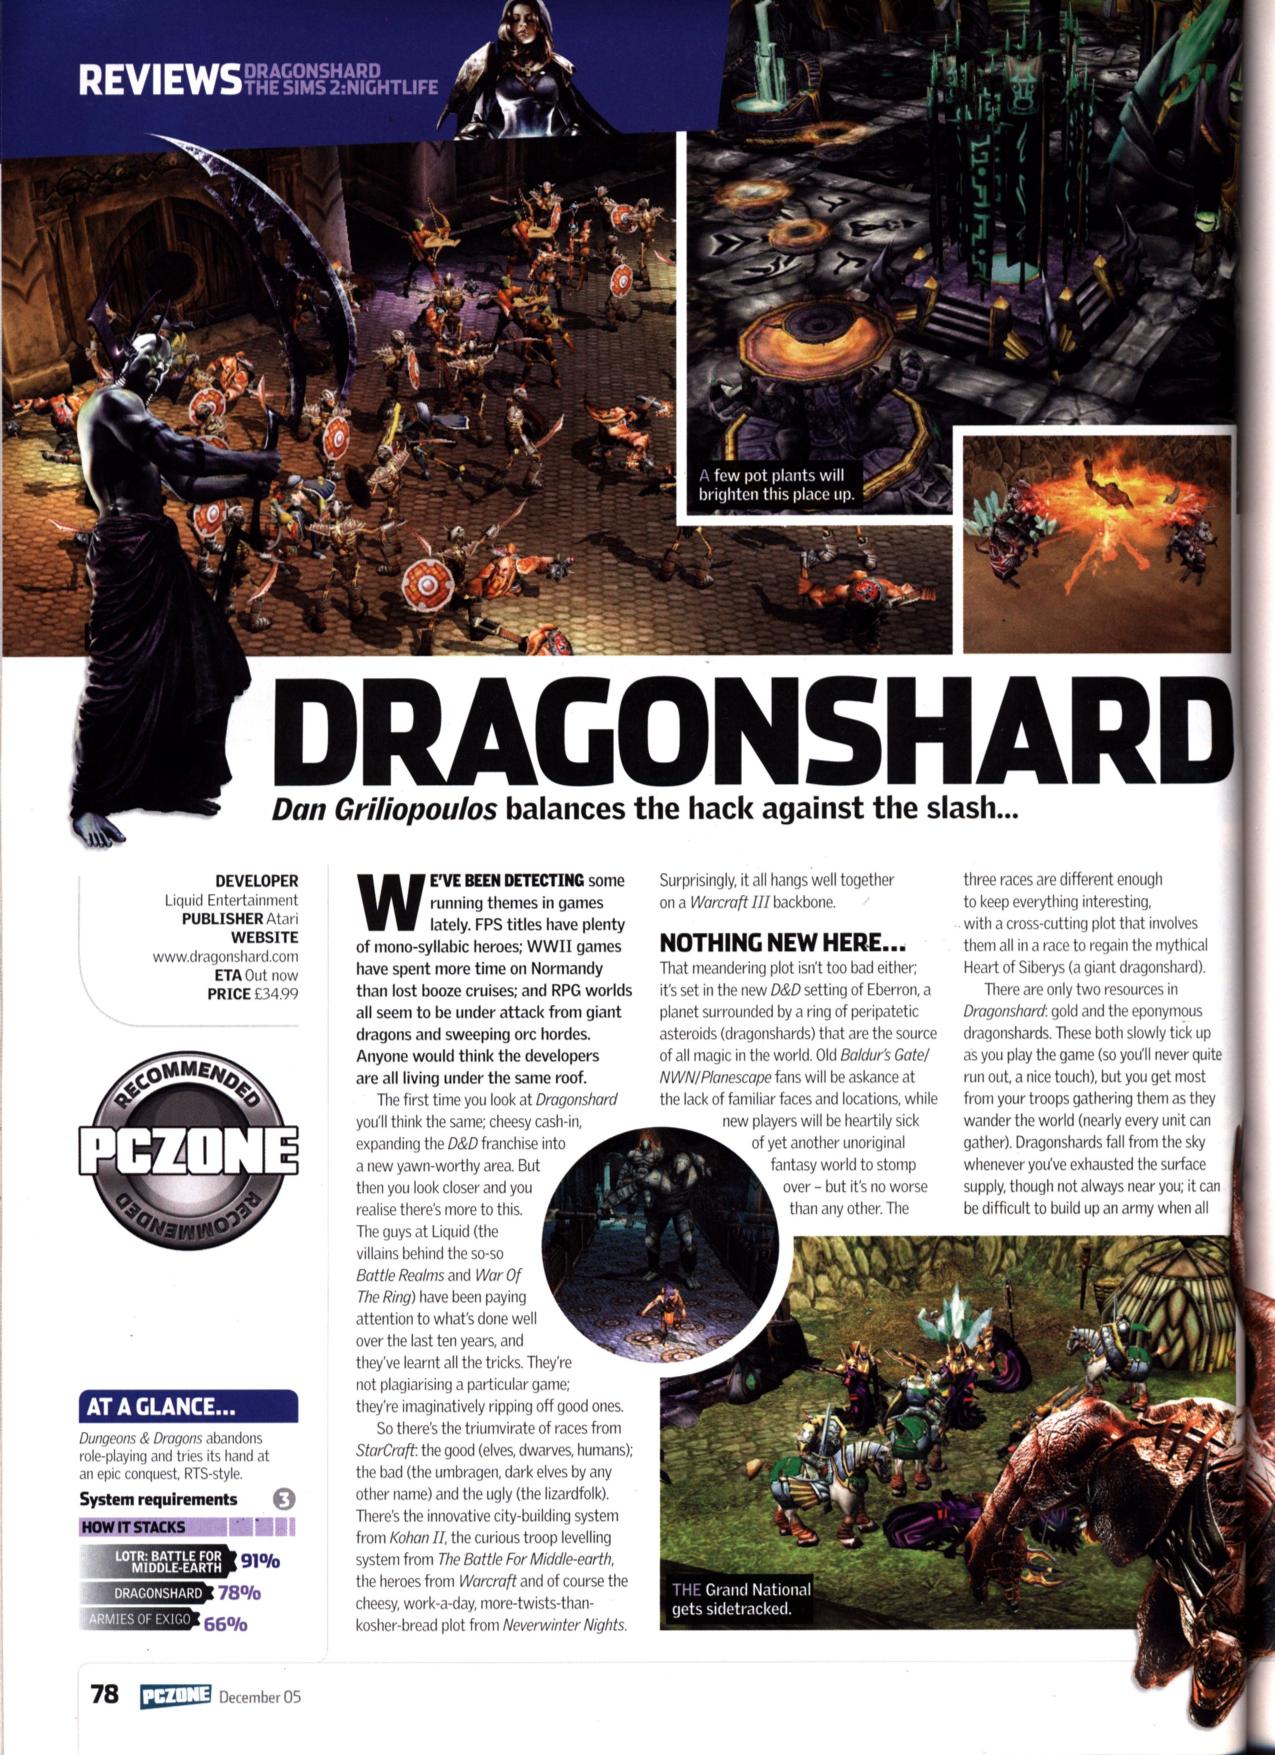 REVIEWS
DRAGONSHARD
THE SIMS 2:NIGHTLIFE
A few pot plants will
brighten this place up.
DRAGONSHARD
Dan Griliopoulos balances the hack against the slash...
DEVELOPER
Liquid Entertainment
PUBLISHER Atari
WEBSITE
www.dragonshard.com
ETA Out now
PRICE £34.99
RECOMMENDED
PCZONE
RECOMMENDED
AT A GLANCE...
Dungeons & Dragons abandons
role-playing and tries its hand at
an epic conquest, RTS-style.
System requirements 3
HOW IT STACKS
LOTR: BATTLE FOR
MIDDLE-EARTH 91%
DRAGONSHARD 78%
ARMIES OF EXIGO 66%
WE'VE BEEN DETECTING some
running themes in games
lately. FPS titles have plenty
of mono-syllabic heroes; WWII games
have spent more time on Normandy
than lost booze cruises; and RPG worlds
all seem to be under attack from giant
dragons and sweeping orc hordes.
Anyone would think the developers
are all living under the same roof.
The first time you look at Dragonshard
you'll think the same; cheesy cash-in,
expanding the D&D franchise into
a new yawn-worthy area. But
then you look closer and you
realise there's more to this.
The guys at Liquid (the
villains behind the so-so
Battle Realms and War Of
The Ring) have been paying
attention to what's done well
over the last ten years, and
they've learnt all the tricks. They're
not plagiarising a particular game;
they're imaginatively ripping off good ones.
So there's the triumvirate of races from
StarCraft: the good (elves, dwarves, humans);
the bad (the umbragen, dark elves by any
other name) and the ugly (the lizardfolk).
There's the innovative city-building system
from Kohan II, the curious troop levelling
system from The Battle For Middle-earth,
the heroes from Warcraft and of course the
cheesy, work-a-day, more-twists-than-
kosher-bread plot from Neverwinter Nights.
Surprisingly, it all hangs well together
on a Warcraft III backbone.
NOTHING NEW HERE...
That meandering plot isn't too bad either;
it's set in the new D&D setting of Eberron, a
planet surrounded by a ring of peripatetic
asteroids (dragonshards) that are the source
of all magic in the world. Old Baldur's Gate/
NWN/Planescape fans will be askance at
the lack of familiar faces and locations, while
new players will be heartily sick
of yet another unoriginal
fantasy world to stomp
over – but it's no worse
than any other. The
three races are different enough
to keep everything interesting,
with a cross-cutting plot that involves
them all in a race to regain the mythical
Heart of Siberys (a giant dragonshard).
There are only two resources in
Dragonshard: gold and the eponymous
dragonshards. These both slowly tick up
as you play the game (so you'll never quite
run out, a nice touch), but you get most
from your troops gathering them as they
wander the world (nearly every unit can
gather). Dragonshards fall from the sky
whenever you've exhausted the surface
supply, though not always near you; it can
be difficult to build up an army when all
THE Grand National
gets sidetracked.
78 PCZONE December 05